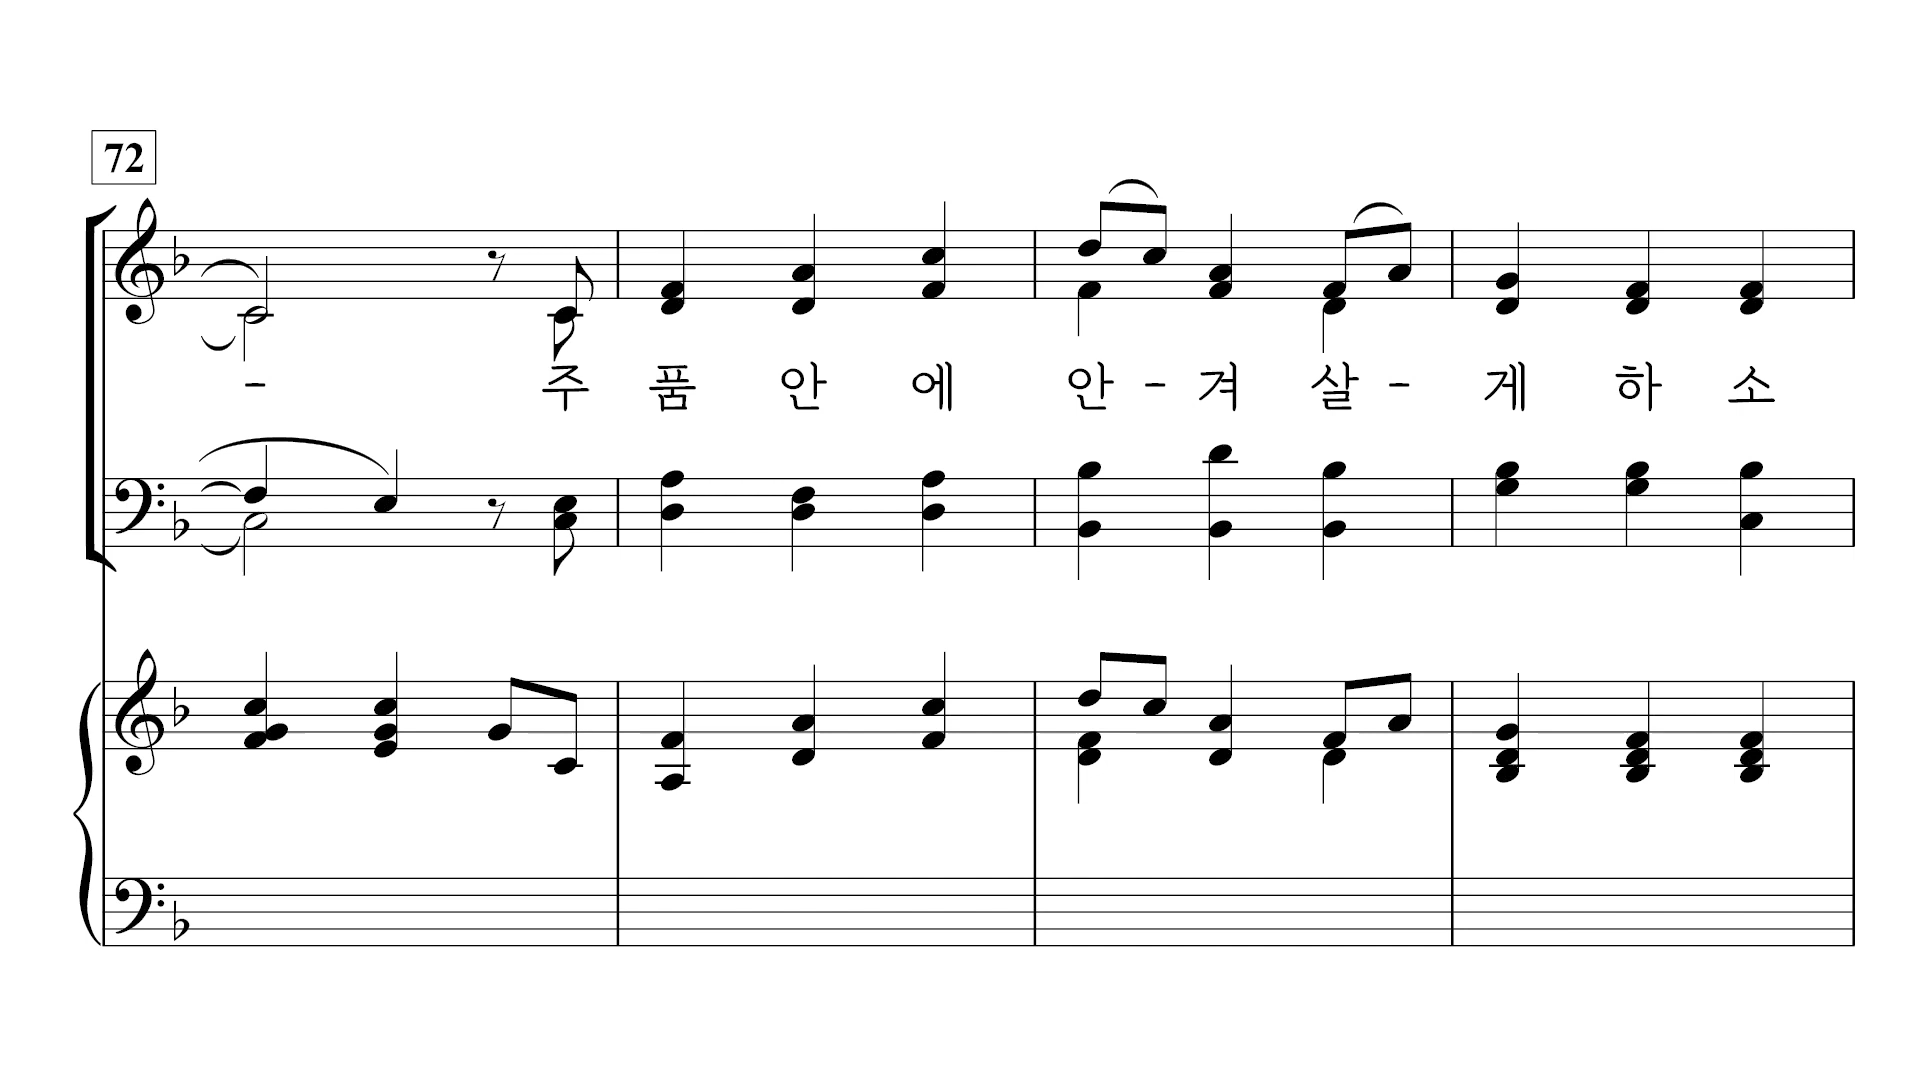 72
- 주 품 안 에 안 - 겨 살 - 게 하 소